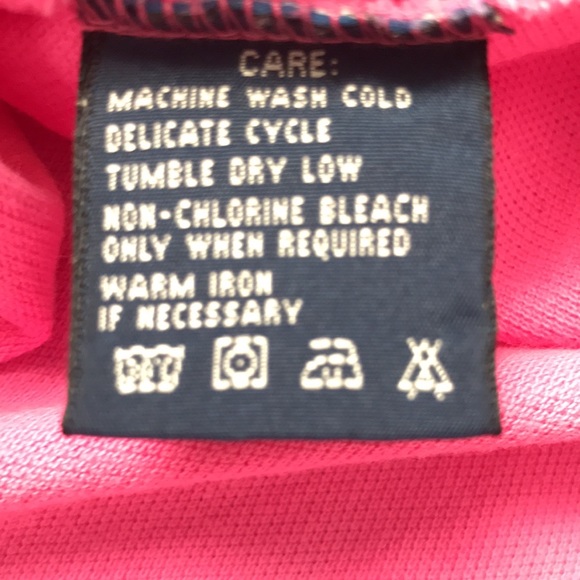 CARE:
MACHINE WASH COLD
DELICATE CYCLE
TUMBLE DRY LOW
NON-CHLORINE BLEACH
ONLY WHEN REQUIRED
WARM IRON
IF NECESSARY